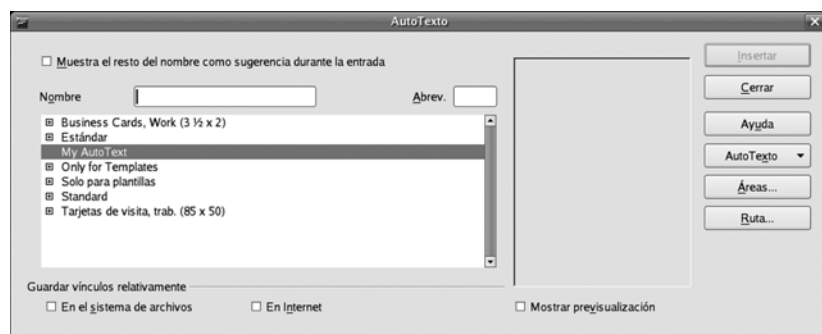 AutoTexto
Muestra el resto del nombre como sugerencia durante la entrada
Nombre
Abrev.
Business Cards, Work (3 ½ x 2)
Estándar
My AutoText
Only for Templates
Solo para plantillas
Standard
Tarjetas de visita, trab. (85 x 50)
Guardar vínculos relativamente
En el sistema de archivos
En Internet
Mostrar previsualización
Insertar
Cerrar
Ayuda
AutoTexto
Áreas...
Ruta...